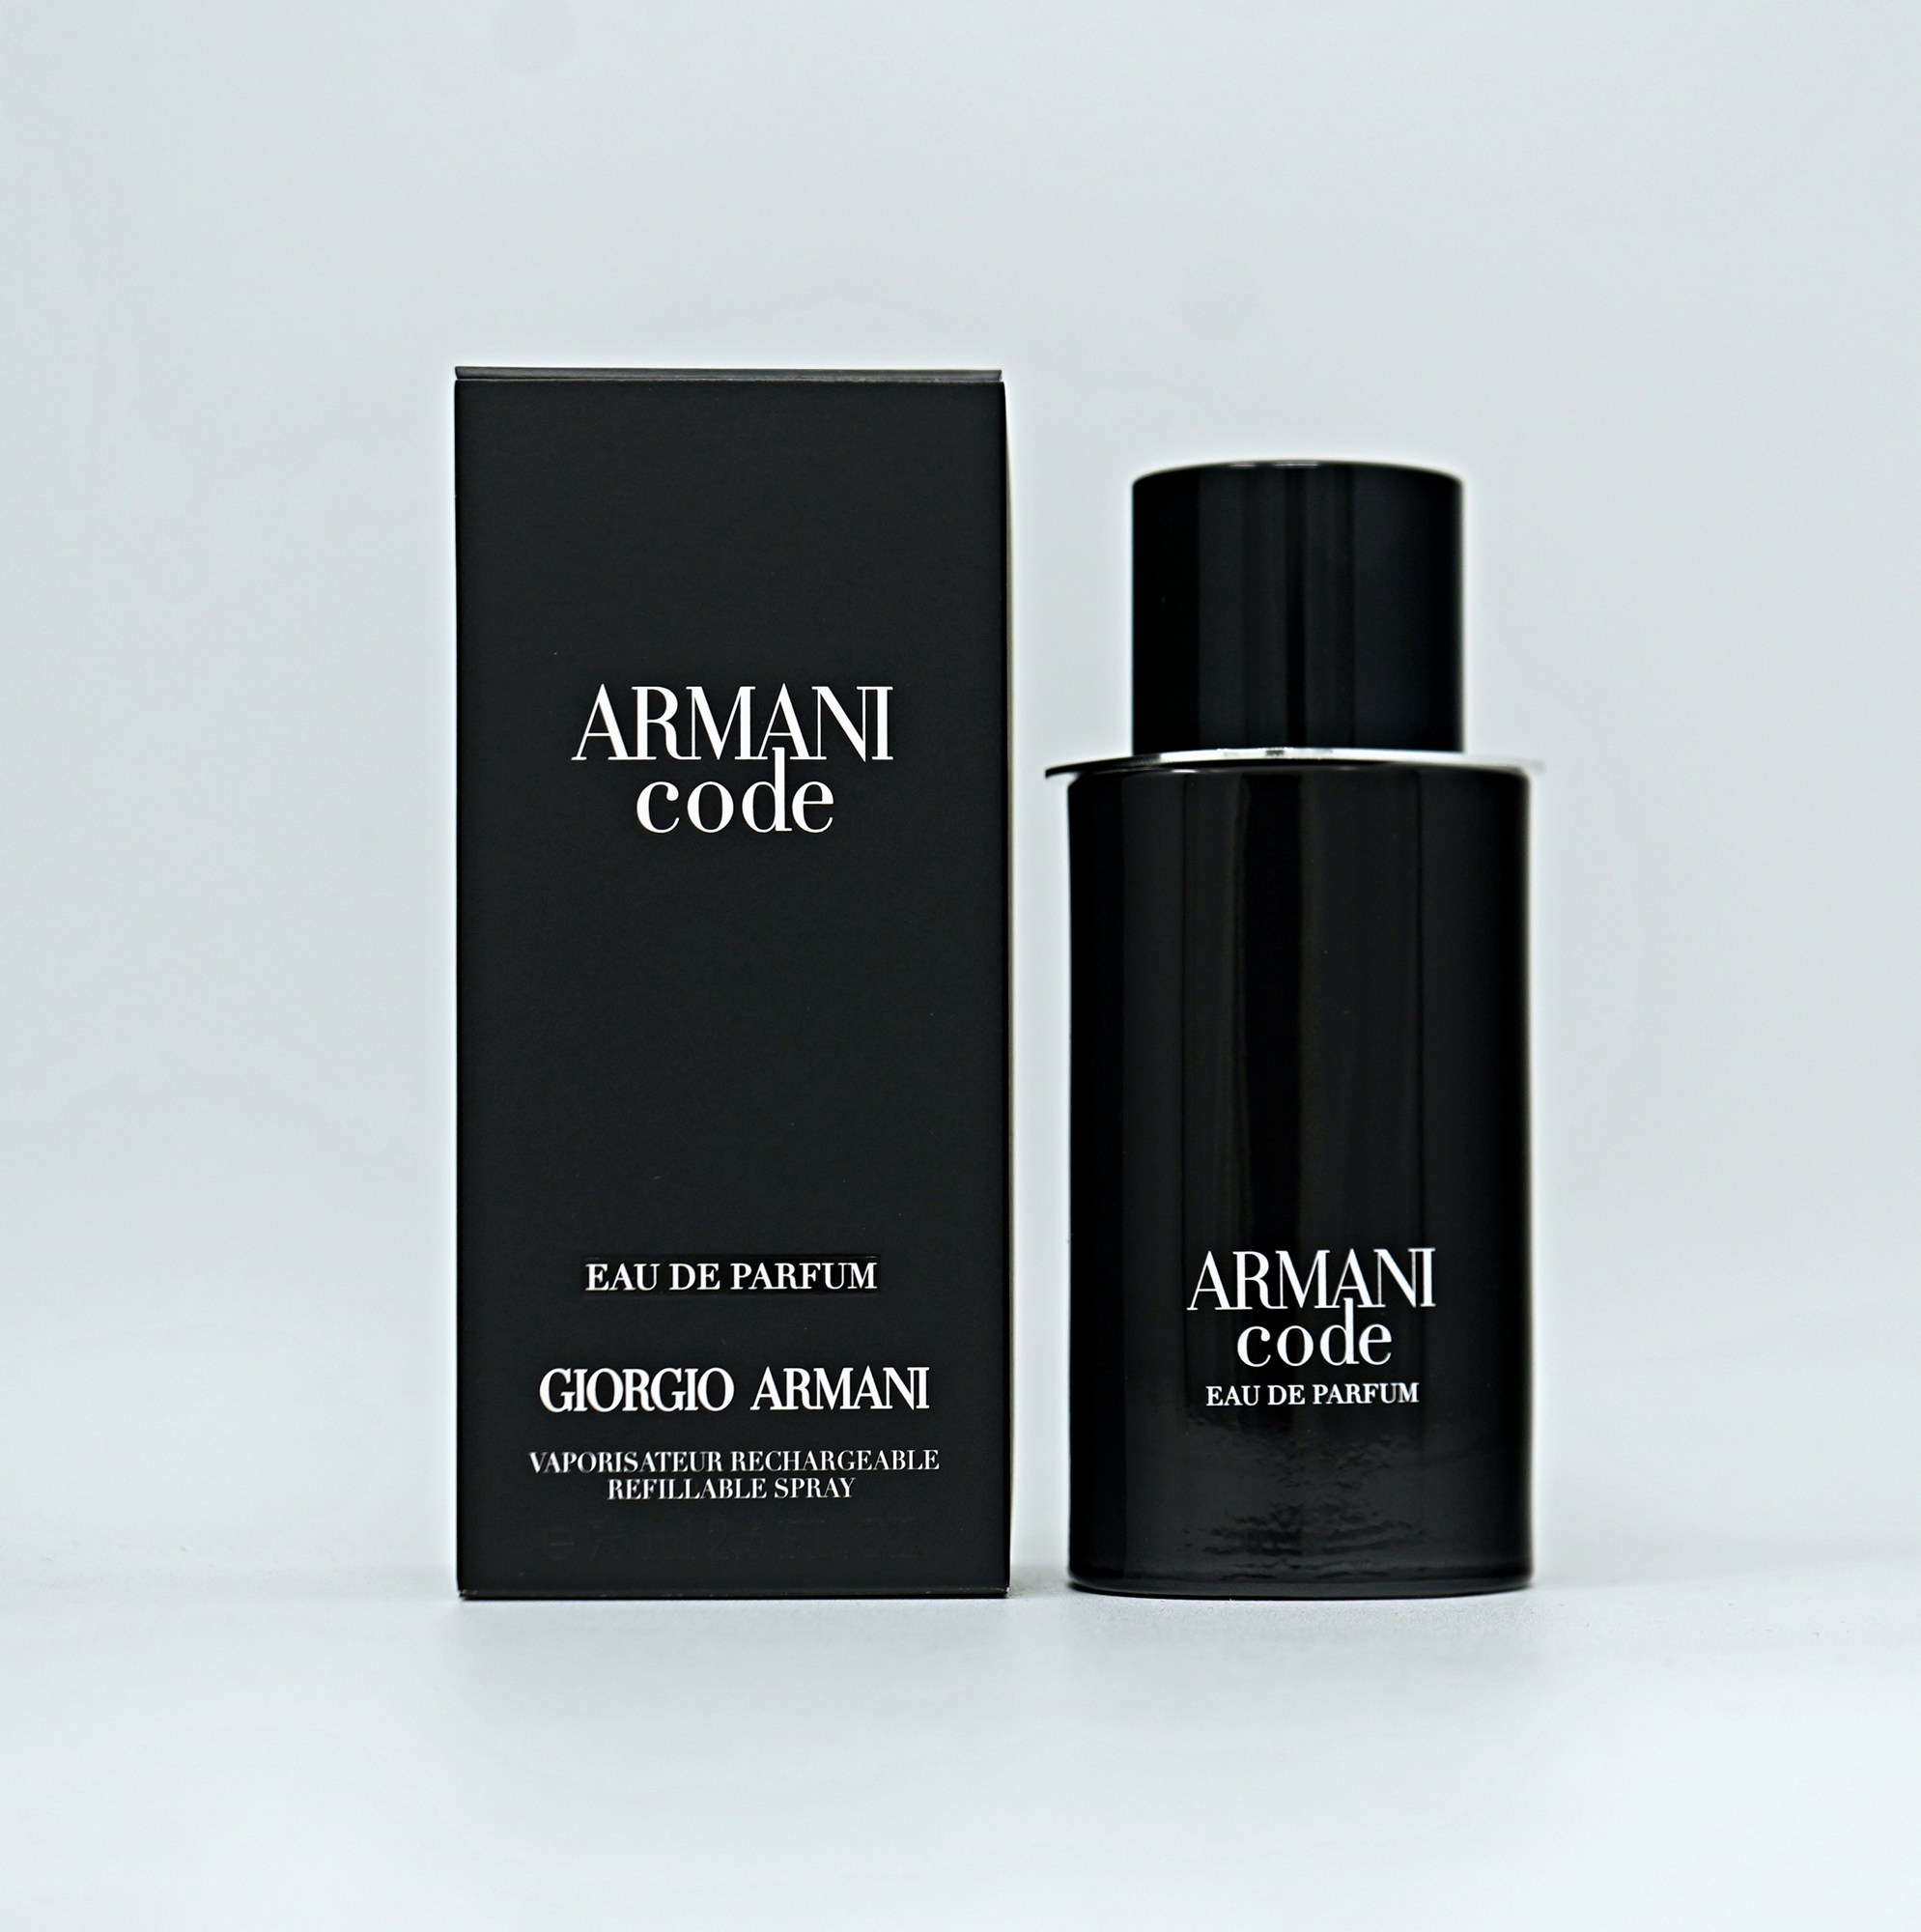 ARMANI
code
EAU DE PARFUM
GIORGIO ARMANI
VAPORISATEUR RECHARGEABLE
REFILLABLE SPRAY
ARMANI
code
EAU DE PARFUM